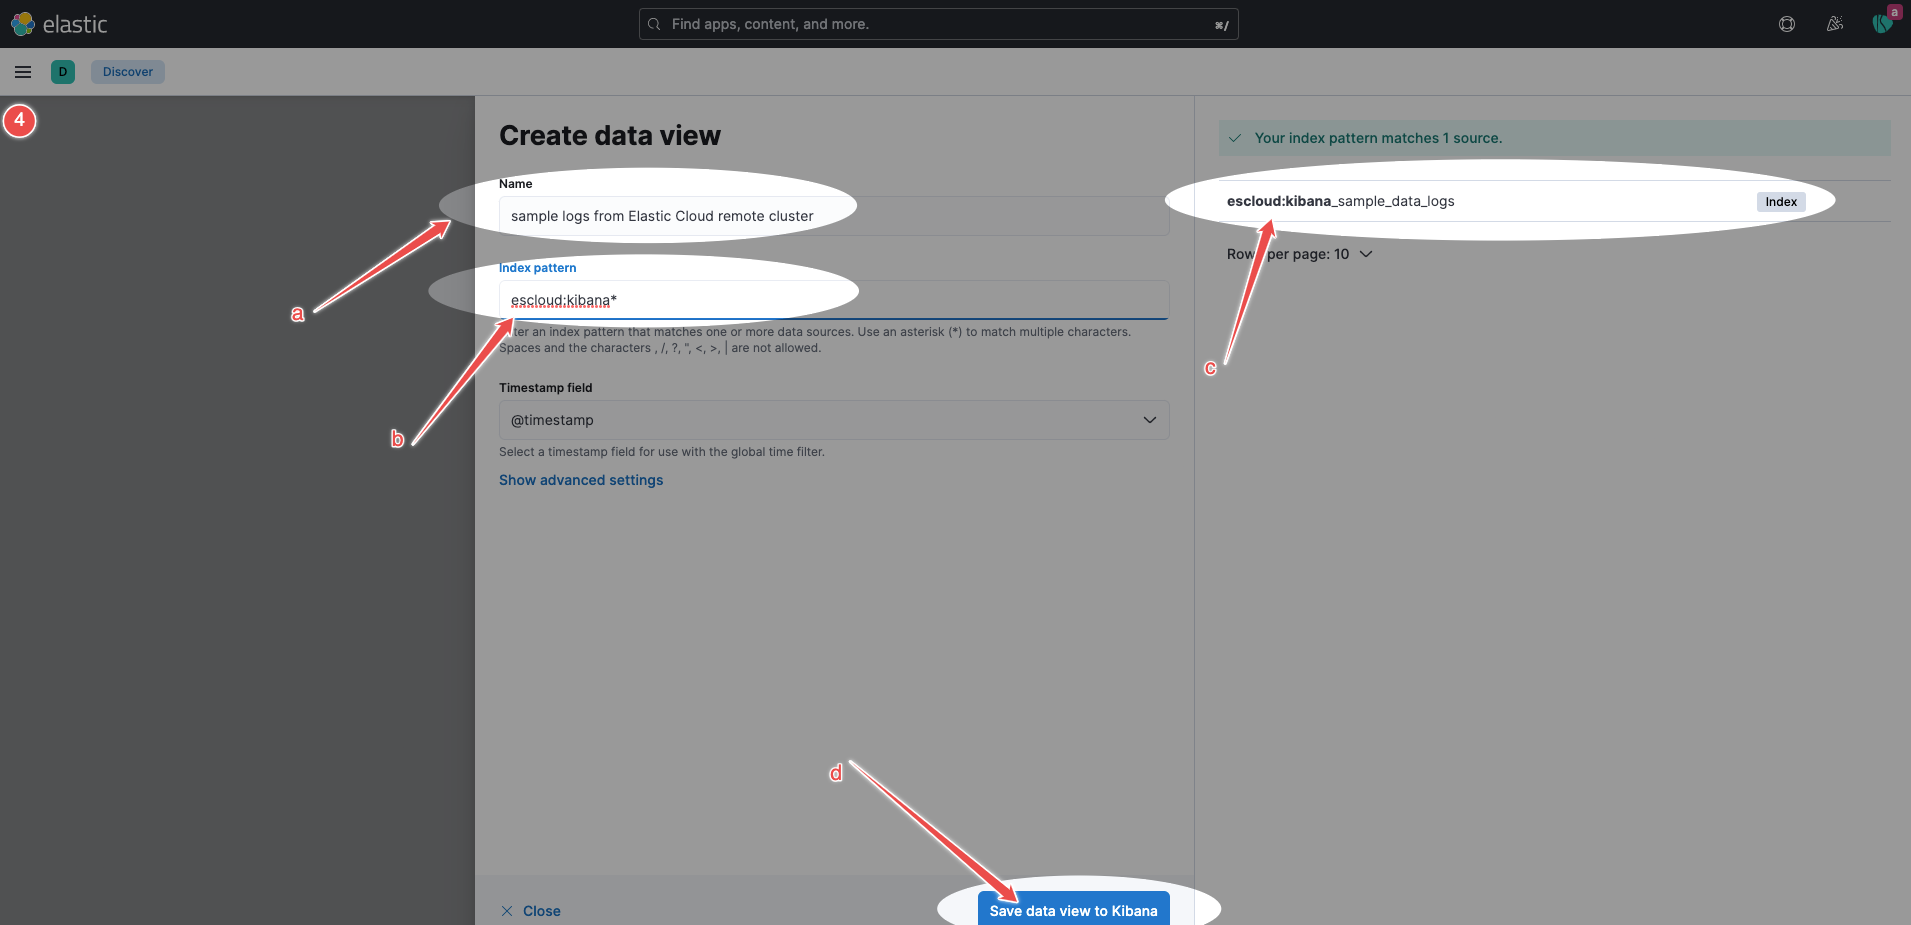 elastic
Find apps, content, and more.
⌘/
a
D
Discover
4
Create data view
Your index pattern matches 1 source.
Name
sample logs from Elastic Cloud remote cluster
escloud:kibana_sample_data_logs
Index
Rows per page: 10
a
Index pattern
escloud:kibana*
Enter an index pattern that matches one or more data sources. Use an asterisk (*) to match multiple characters.
Spaces and the characters , /, ?, ", <, >, | are not allowed.
c
Timestamp field
@timestamp
b
Select a timestamp field for use with the global time filter.
Show advanced settings
d
Close
Save data view to Kibana